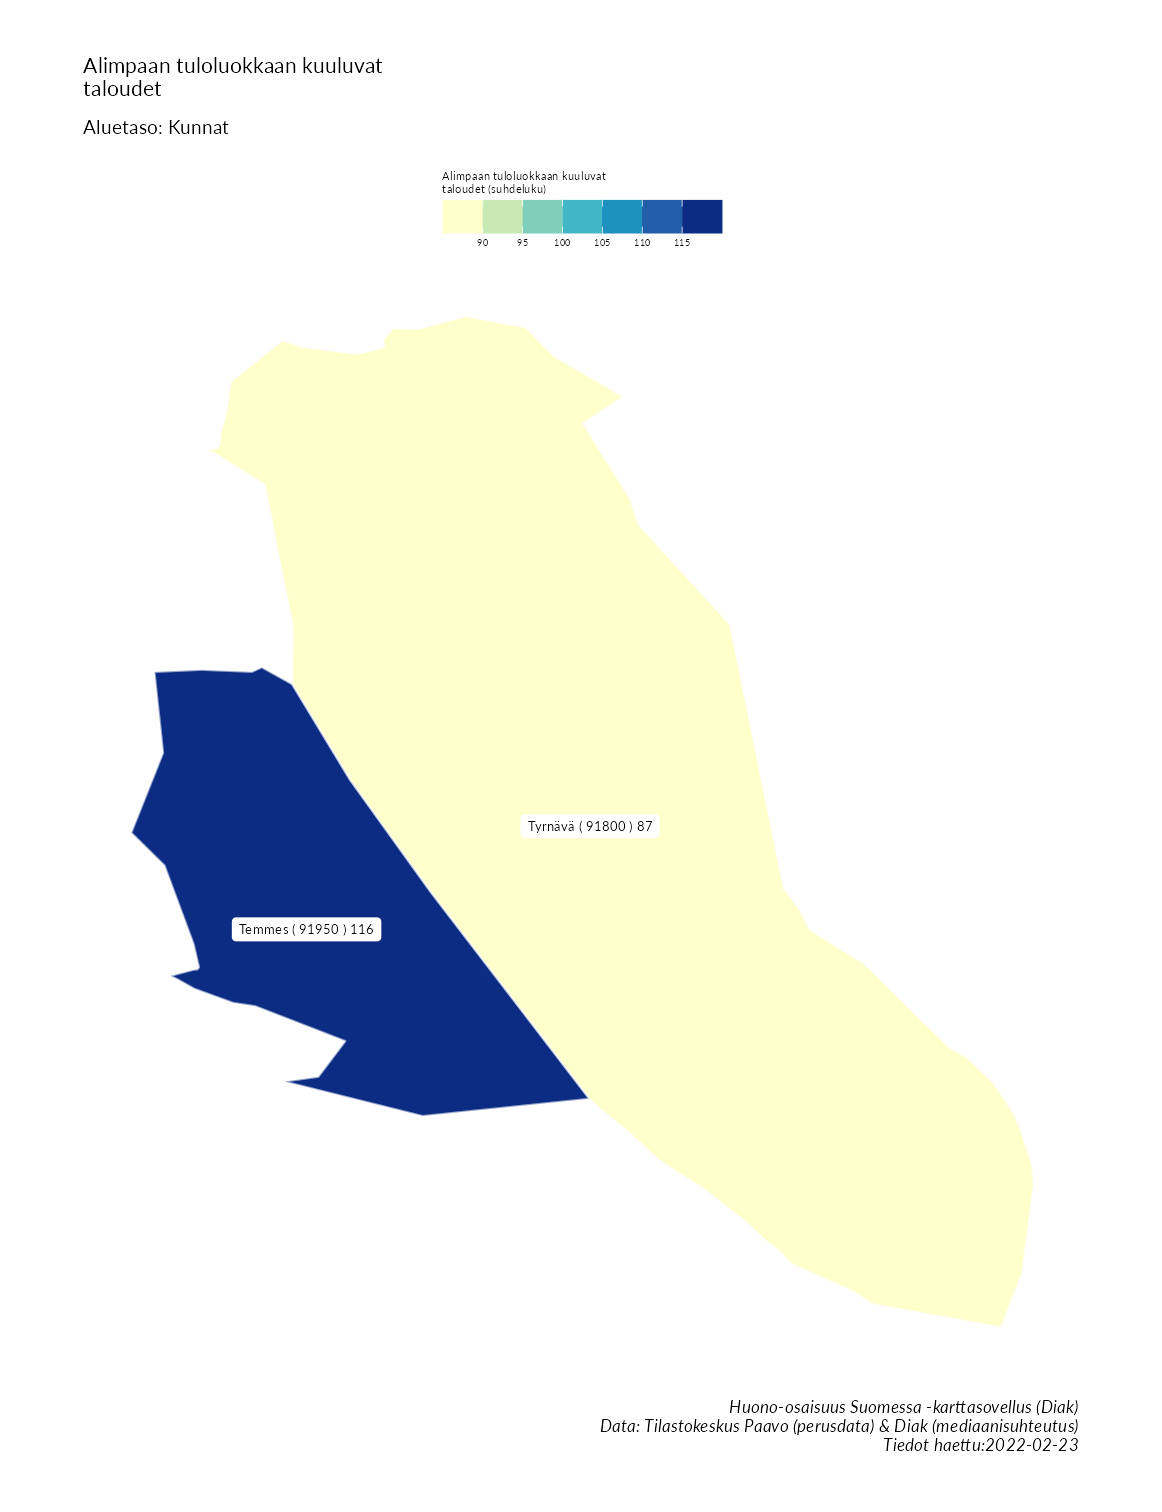 Alimpaan tuloluokkaan kuuluvat
taloudet
Aluetaso: Kunnat
Alimpaan tuloluokkaan kuuluvat
taloudet (suhdeluku)
90 95 100 105 110 115
Tyrnävä ( 91800 ) 87
Temmes ( 91950 ) 116
Huono-osaisuus Suomessa -karttasovellus (Diak)
Data: Tilastokeskus Paavo (perusdata) & Diak (mediaanisuhteutus)
Tiedot haettu:2022-02-23